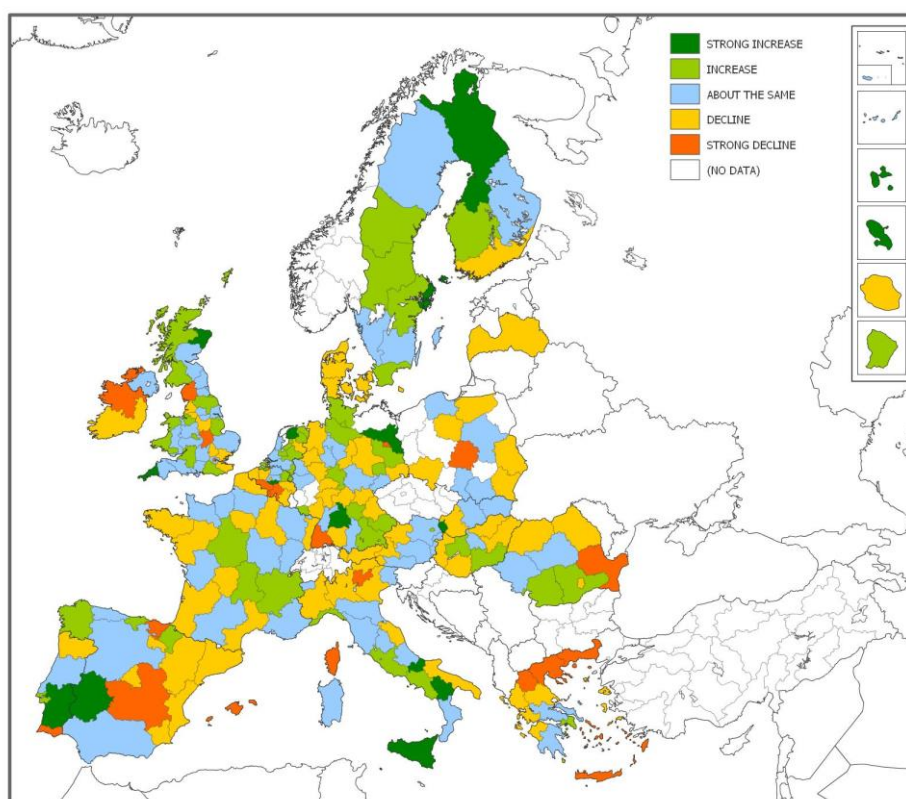 STRONG INCREASE
INCREASE
ABOUT THE SAME
DECLINE
STRONG DECLINE
(NO DATA)